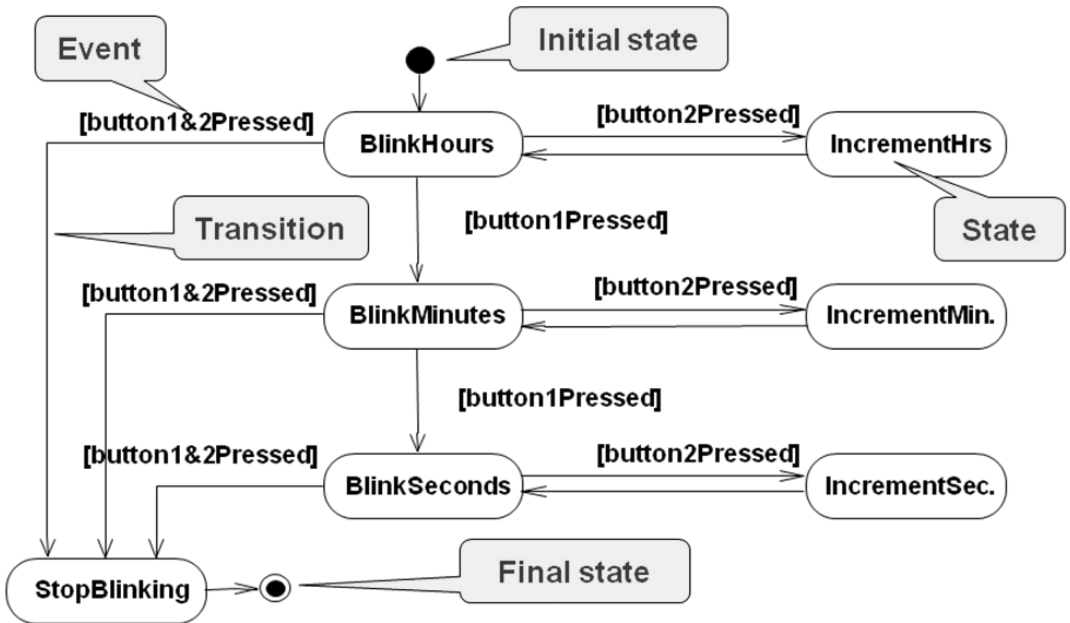 Event
Initial state
[button1&2Pressed]
[button2Pressed]
BlinkHours
IncrementHrs
Transition
[button1Pressed]
State
[button1&2Pressed]
[button2Pressed]
BlinkMinutes
IncrementMin.
[button1Pressed]
[button1&2Pressed]
[button2Pressed]
BlinkSeconds
IncrementSec.
StopBlinking
Final state